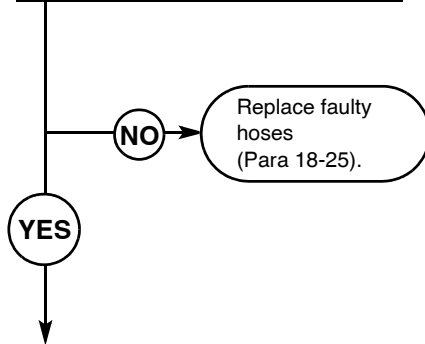 NO
Replace faulty
hoses
(Para 18-25).
YES